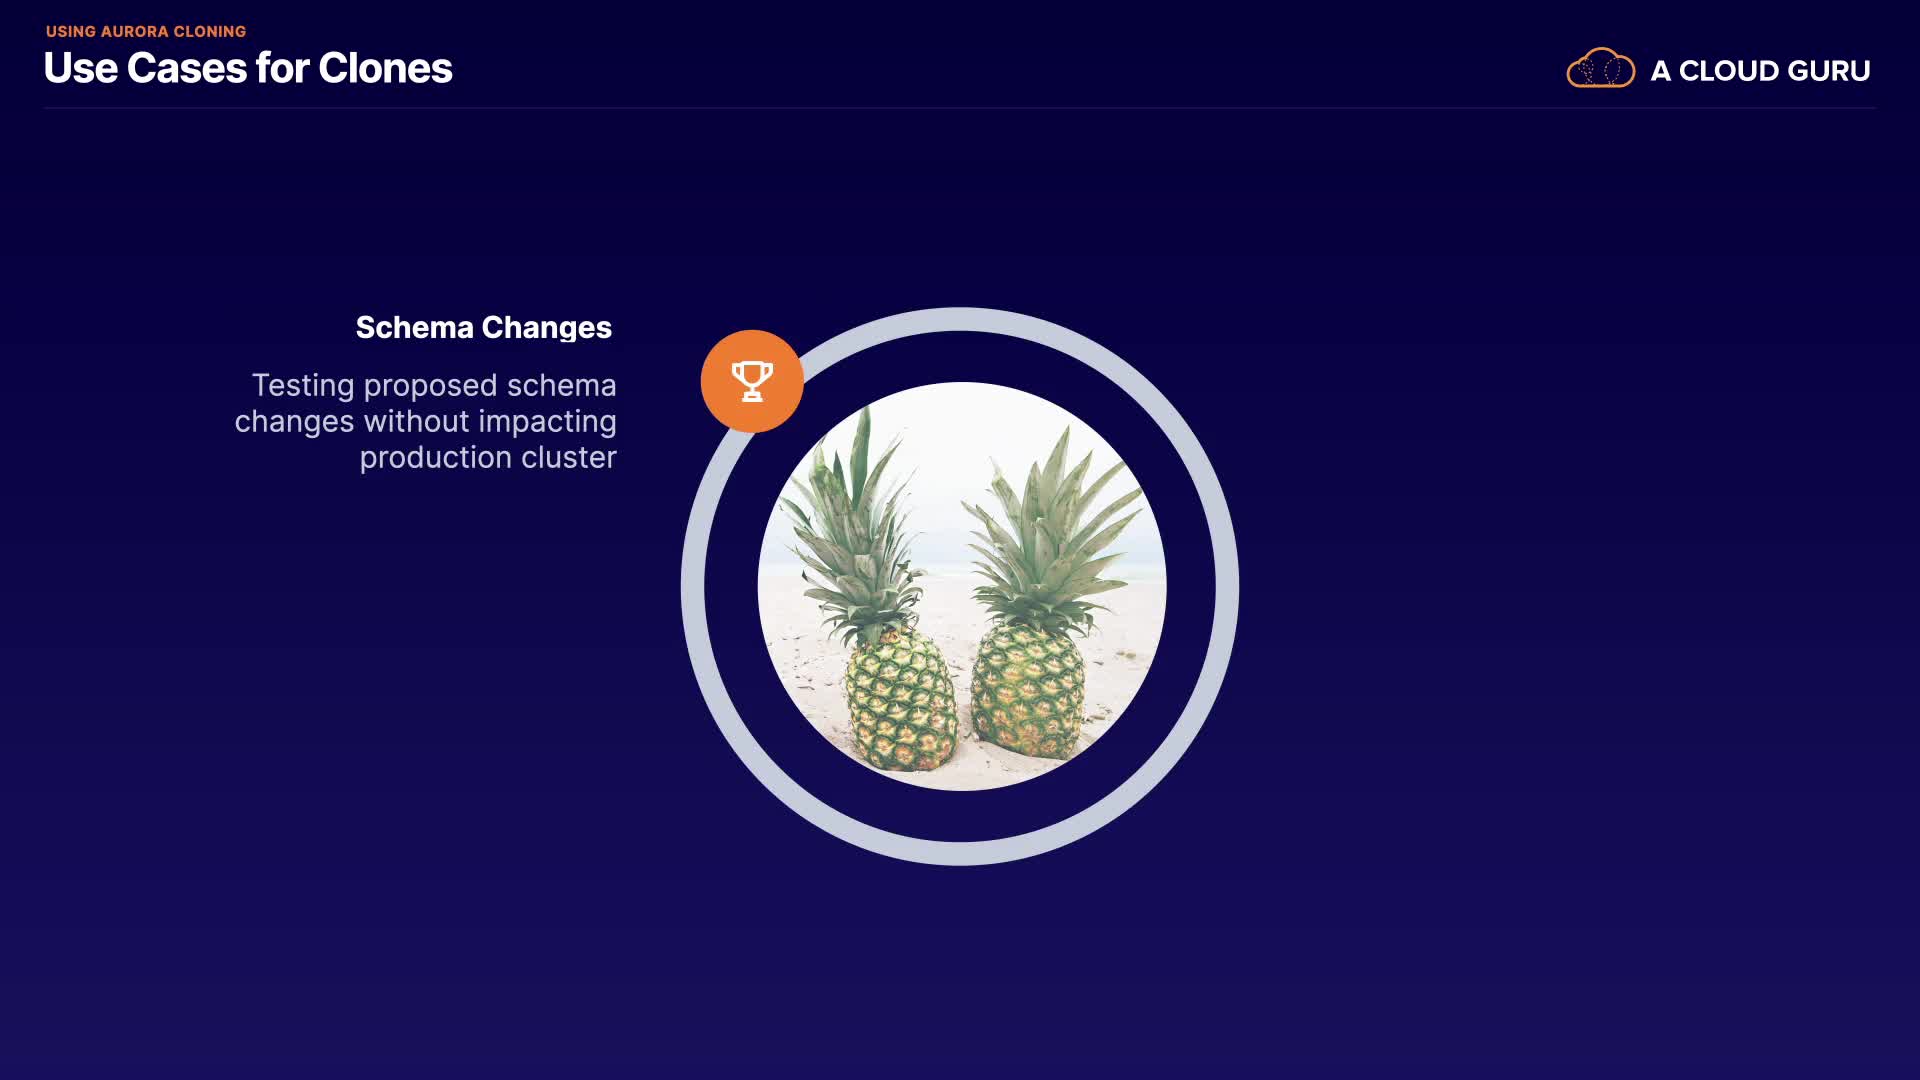 USING AURORA CLONING
Use Cases for Clones
A CLOUD GURU
Schema Changes
Testing proposed schema
changes without impacting
production cluster